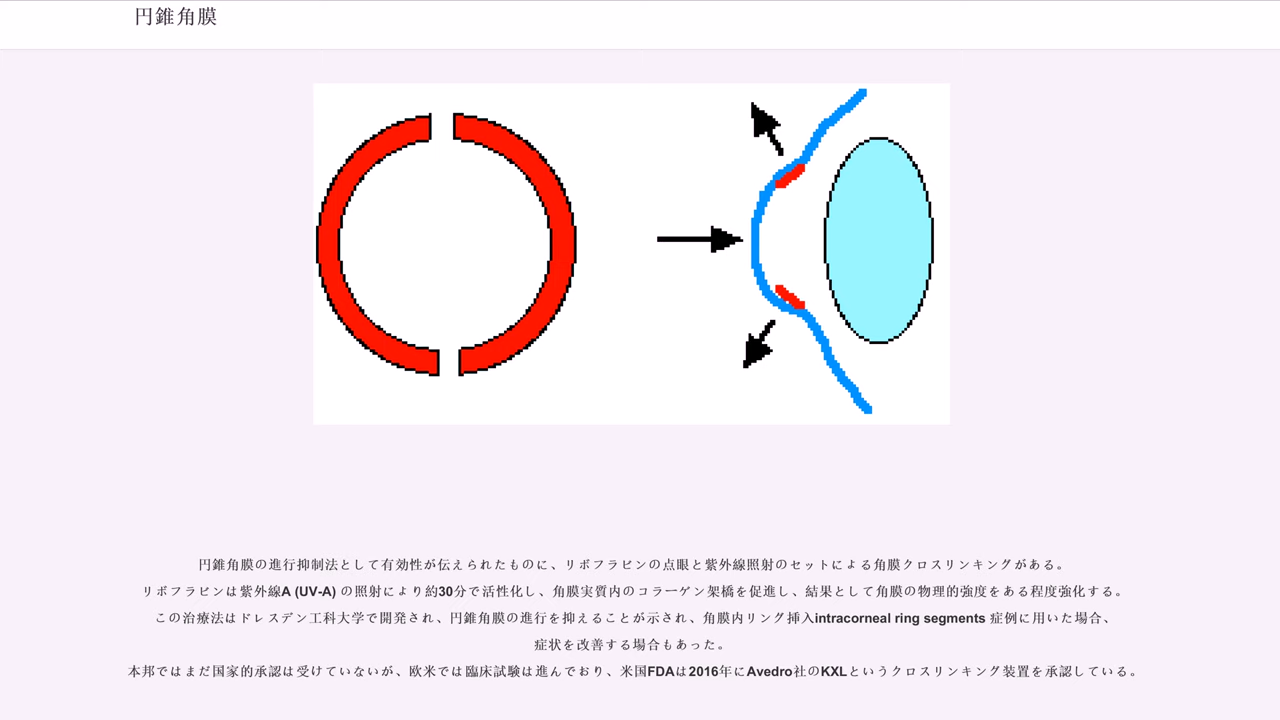 円錐角膜
円錐角膜の進行抑制法として有効性が伝えられたものに、リボフラビンの点眼と紫外線照射のセットによる角膜クロスリンキングがある。
リボフラビンは紫外線A (UV-A) の照射により約30分で活性化し、角膜実質内のコラーゲン架橋を促進し、結果として角膜の物理的強度をある程度強化する。
この治療法はドレスデン工科大学で開発され、円錐角膜の進行を抑えることが示され、角膜内リング挿入intracorneal ring segments 症例に用いた場合、
症状を改善する場合もあった。
本邦ではまだ国家的承認は受けていないが、欧米では臨床試験は進んでおり、米国FDAは2016年にAvedro社のKXLというクロスリンキング装置を承認している。